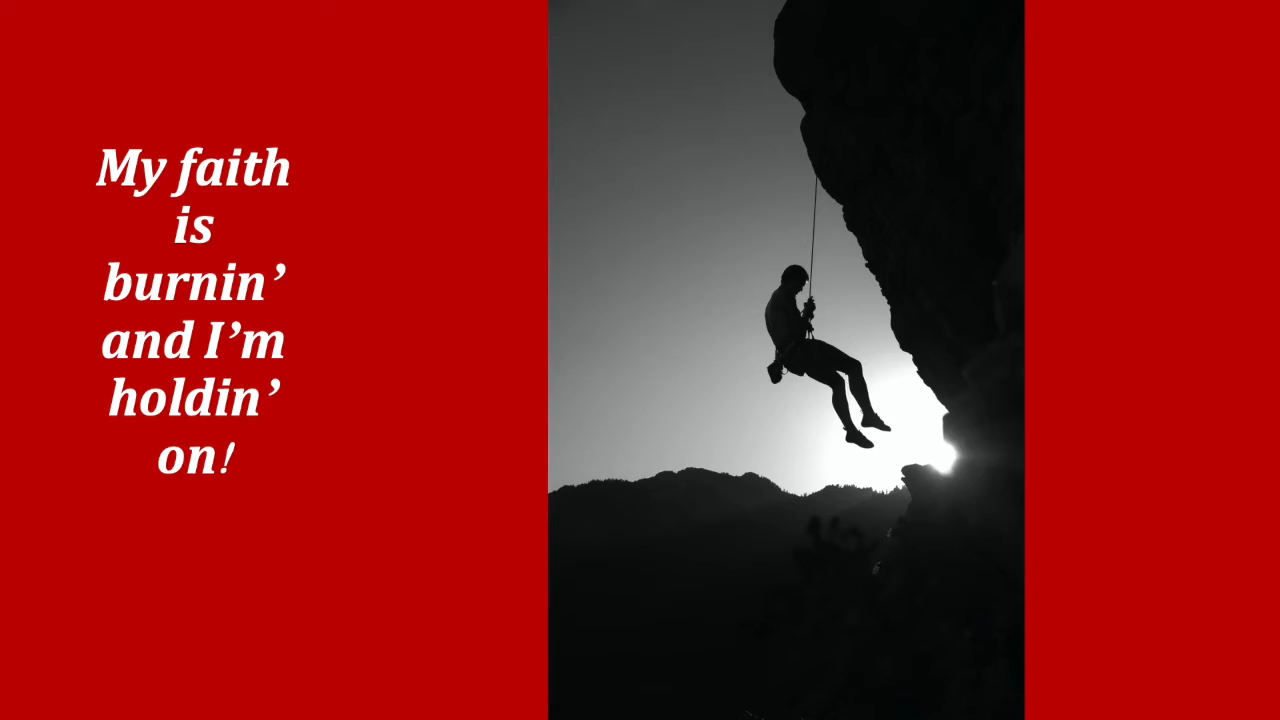 My faith
is
burnin’
and I’m
holdin’
on!